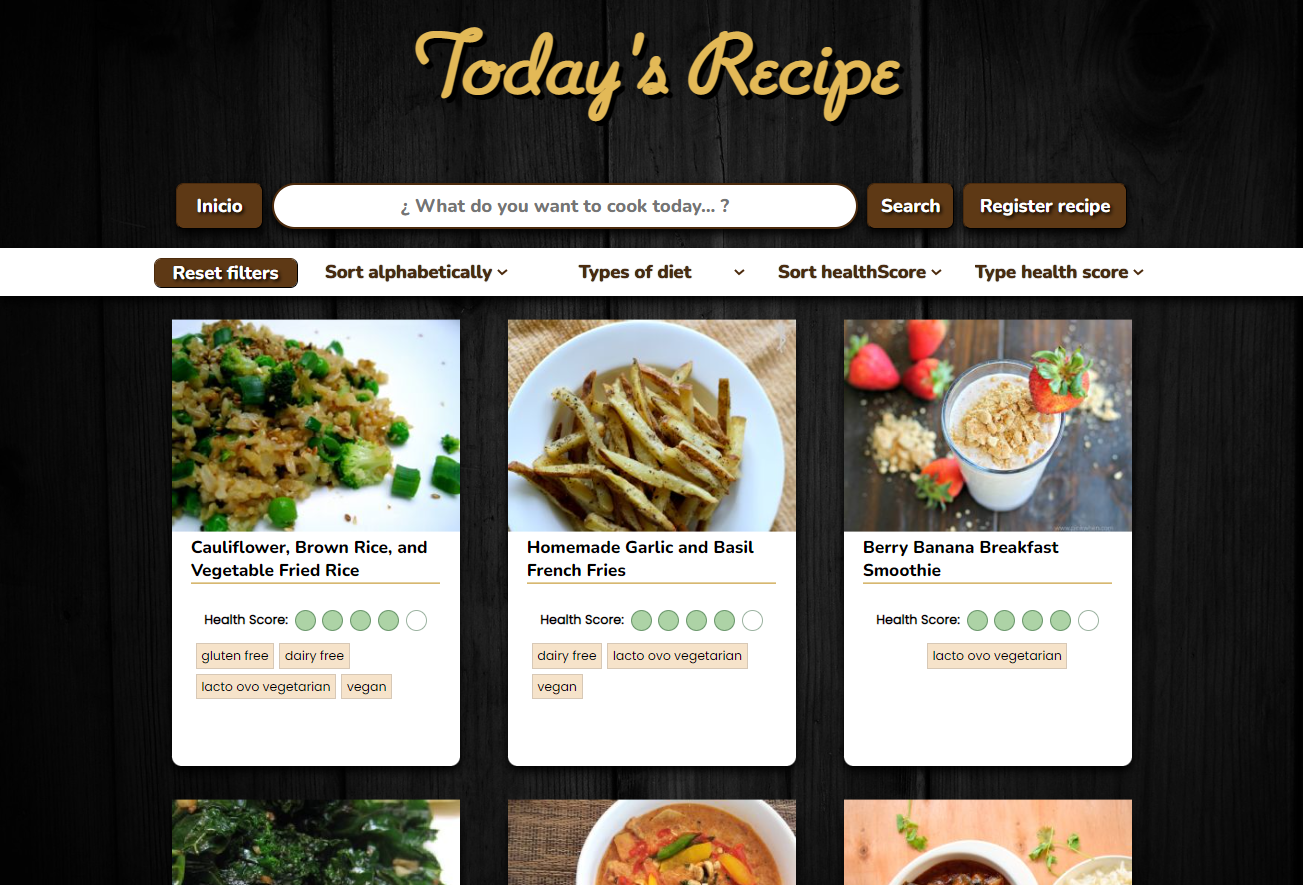 Today's Recipe
Inicio
¿ What do you want to cook today... ?
Search
Register recipe
Reset filters
Sort alphabetically
Types of diet
Sort healthScore
Type health score
Cauliflower, Brown Rice, and
Vegetable Fried Rice
Health Score:
gluten free
dairy free
lacto ovo vegetarian
vegan
Homemade Garlic and Basil
French Fries
Health Score:
dairy free
lacto ovo vegetarian
vegan
Berry Banana Breakfast
Smoothie
Health Score:
lacto ovo vegetarian